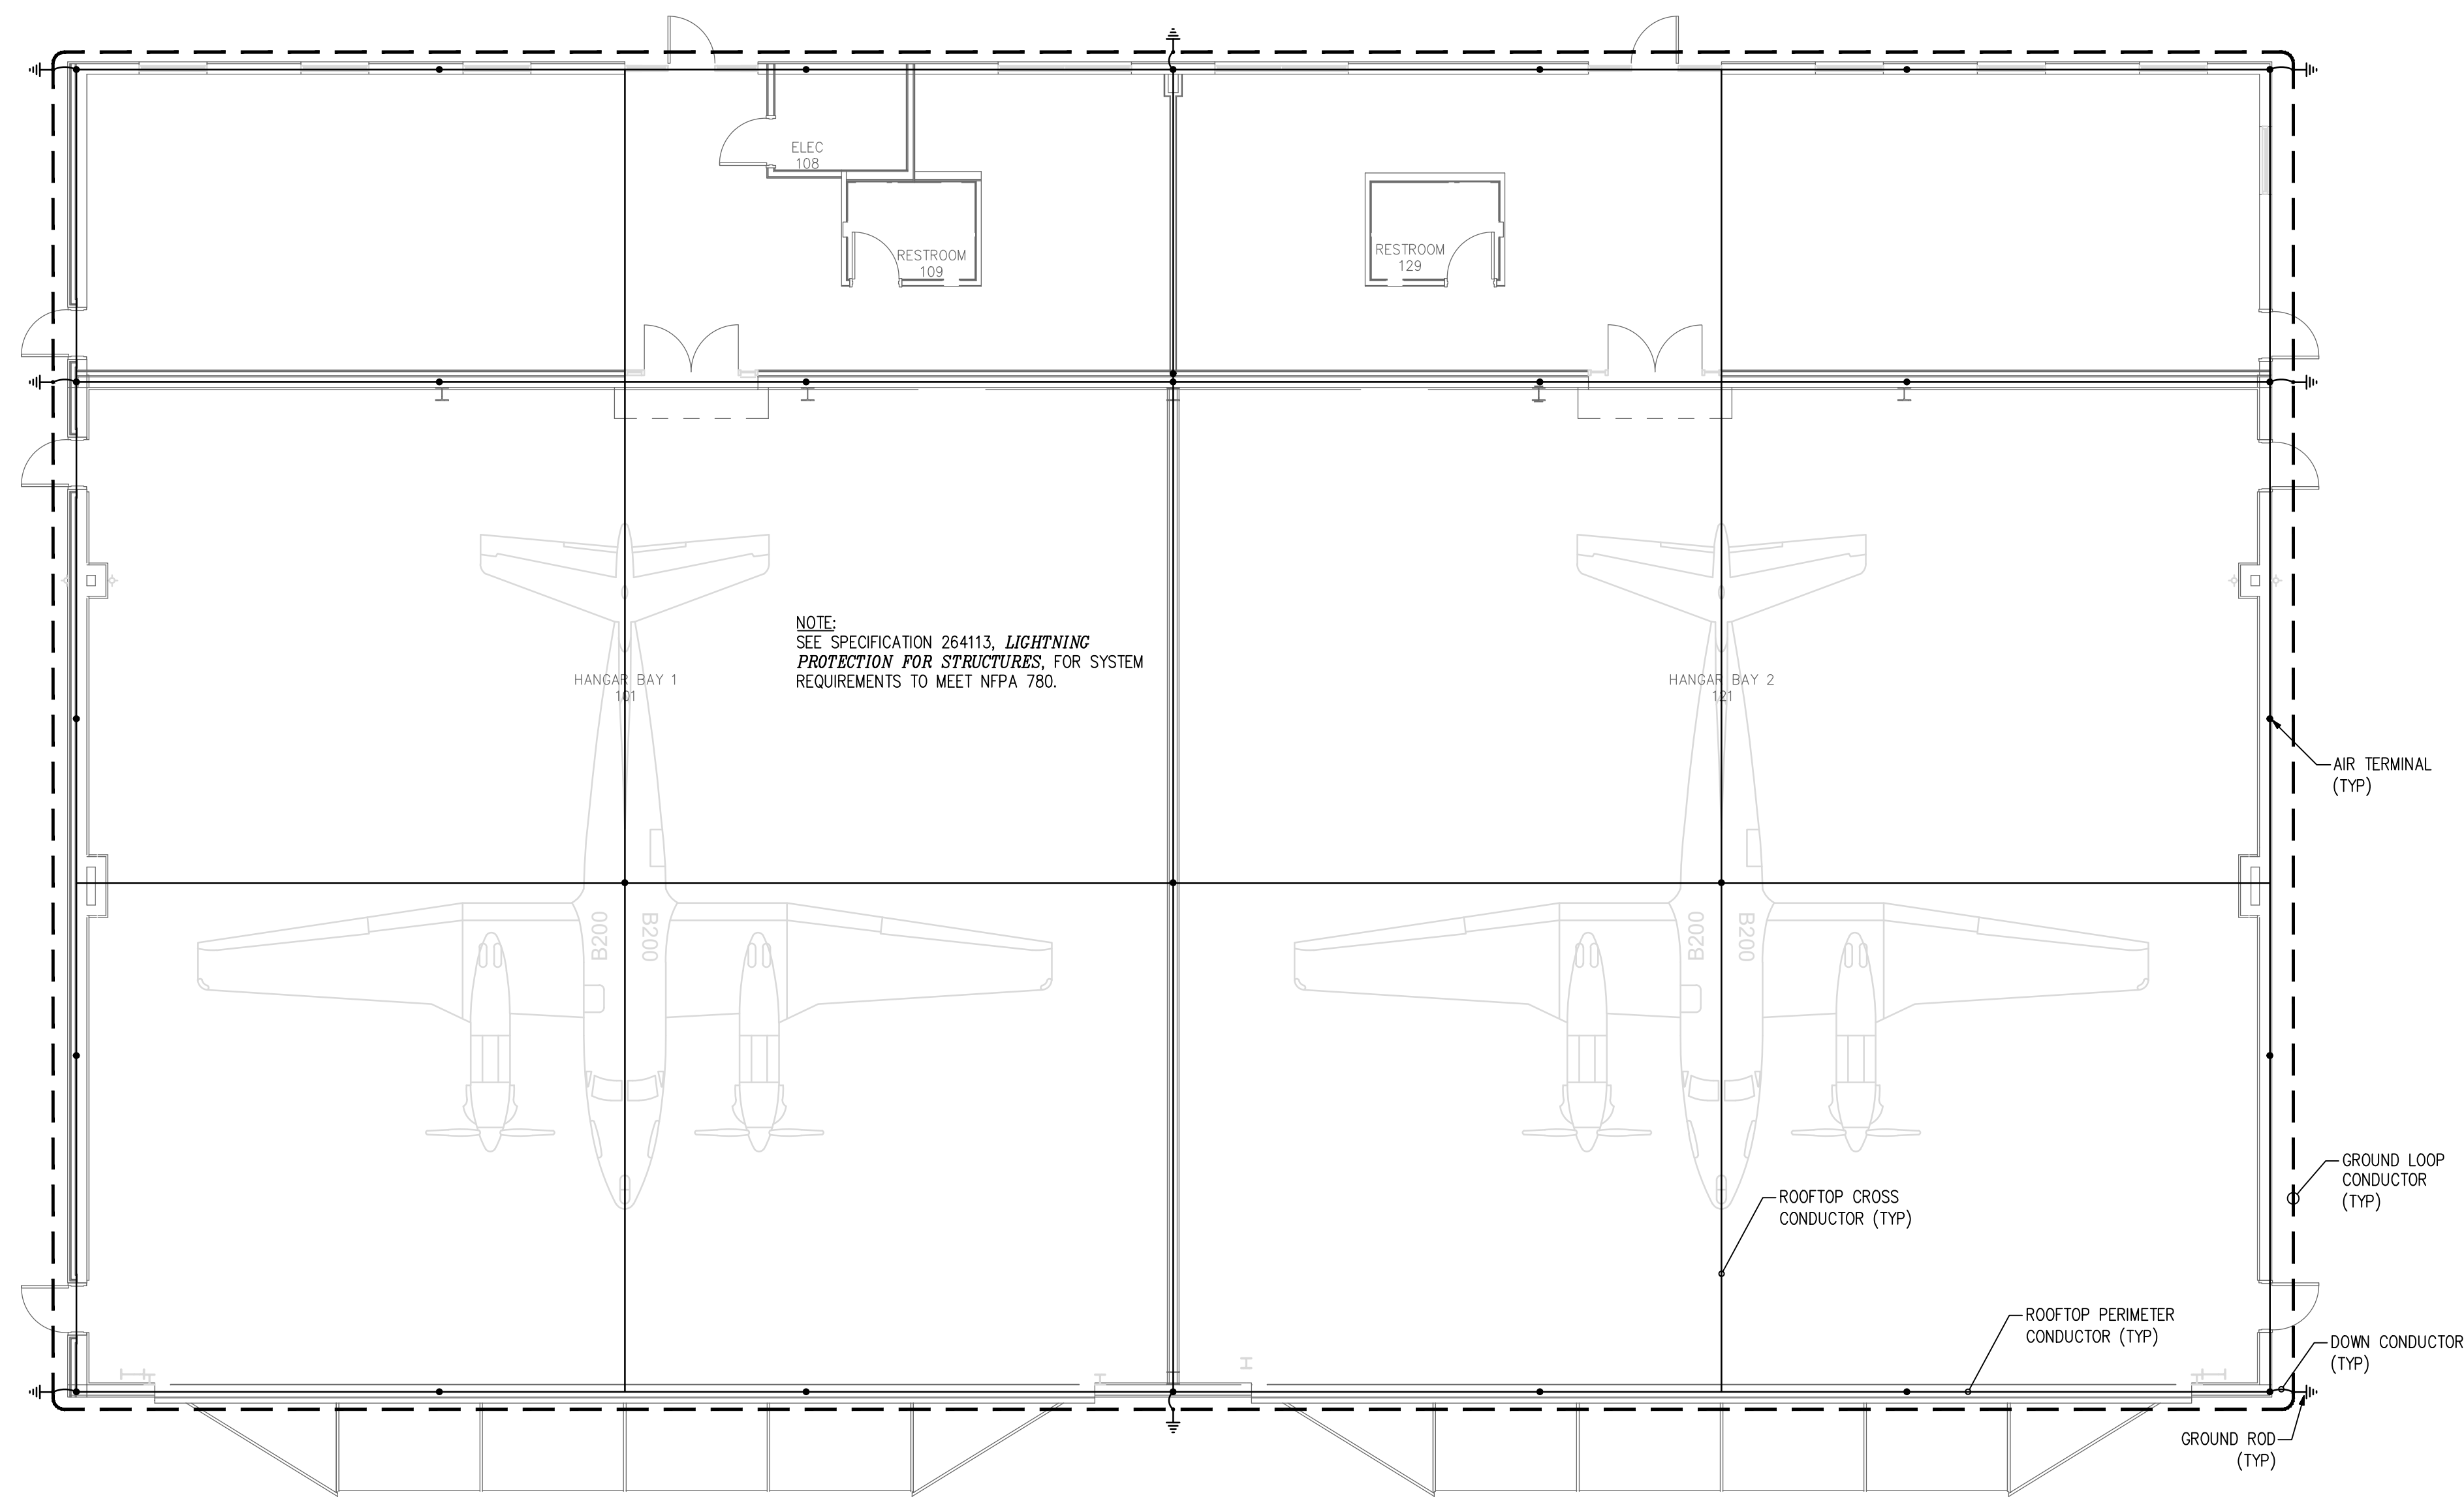 ELEC
108
RESTROOM
109
RESTROOM
129
NOTE:
SEE SPECIFICATION 264113, LIGHTNING
PROTECTION FOR STRUCTURES, FOR SYSTEM
REQUIREMENTS TO MEET NFPA 780.
HANGAR BAY 1
101
HANGAR BAY 2
121
AIR TERMINAL
(TYP)
B200
B200
B200
B200
GROUND LOOP
CONDUCTOR
(TYP)
ROOFTOP CROSS
CONDUCTOR (TYP)
ROOFTOP PERIMETER
CONDUCTOR (TYP)
DOWN CONDUCTOR
(TYP)
GROUND ROD
(TYP)